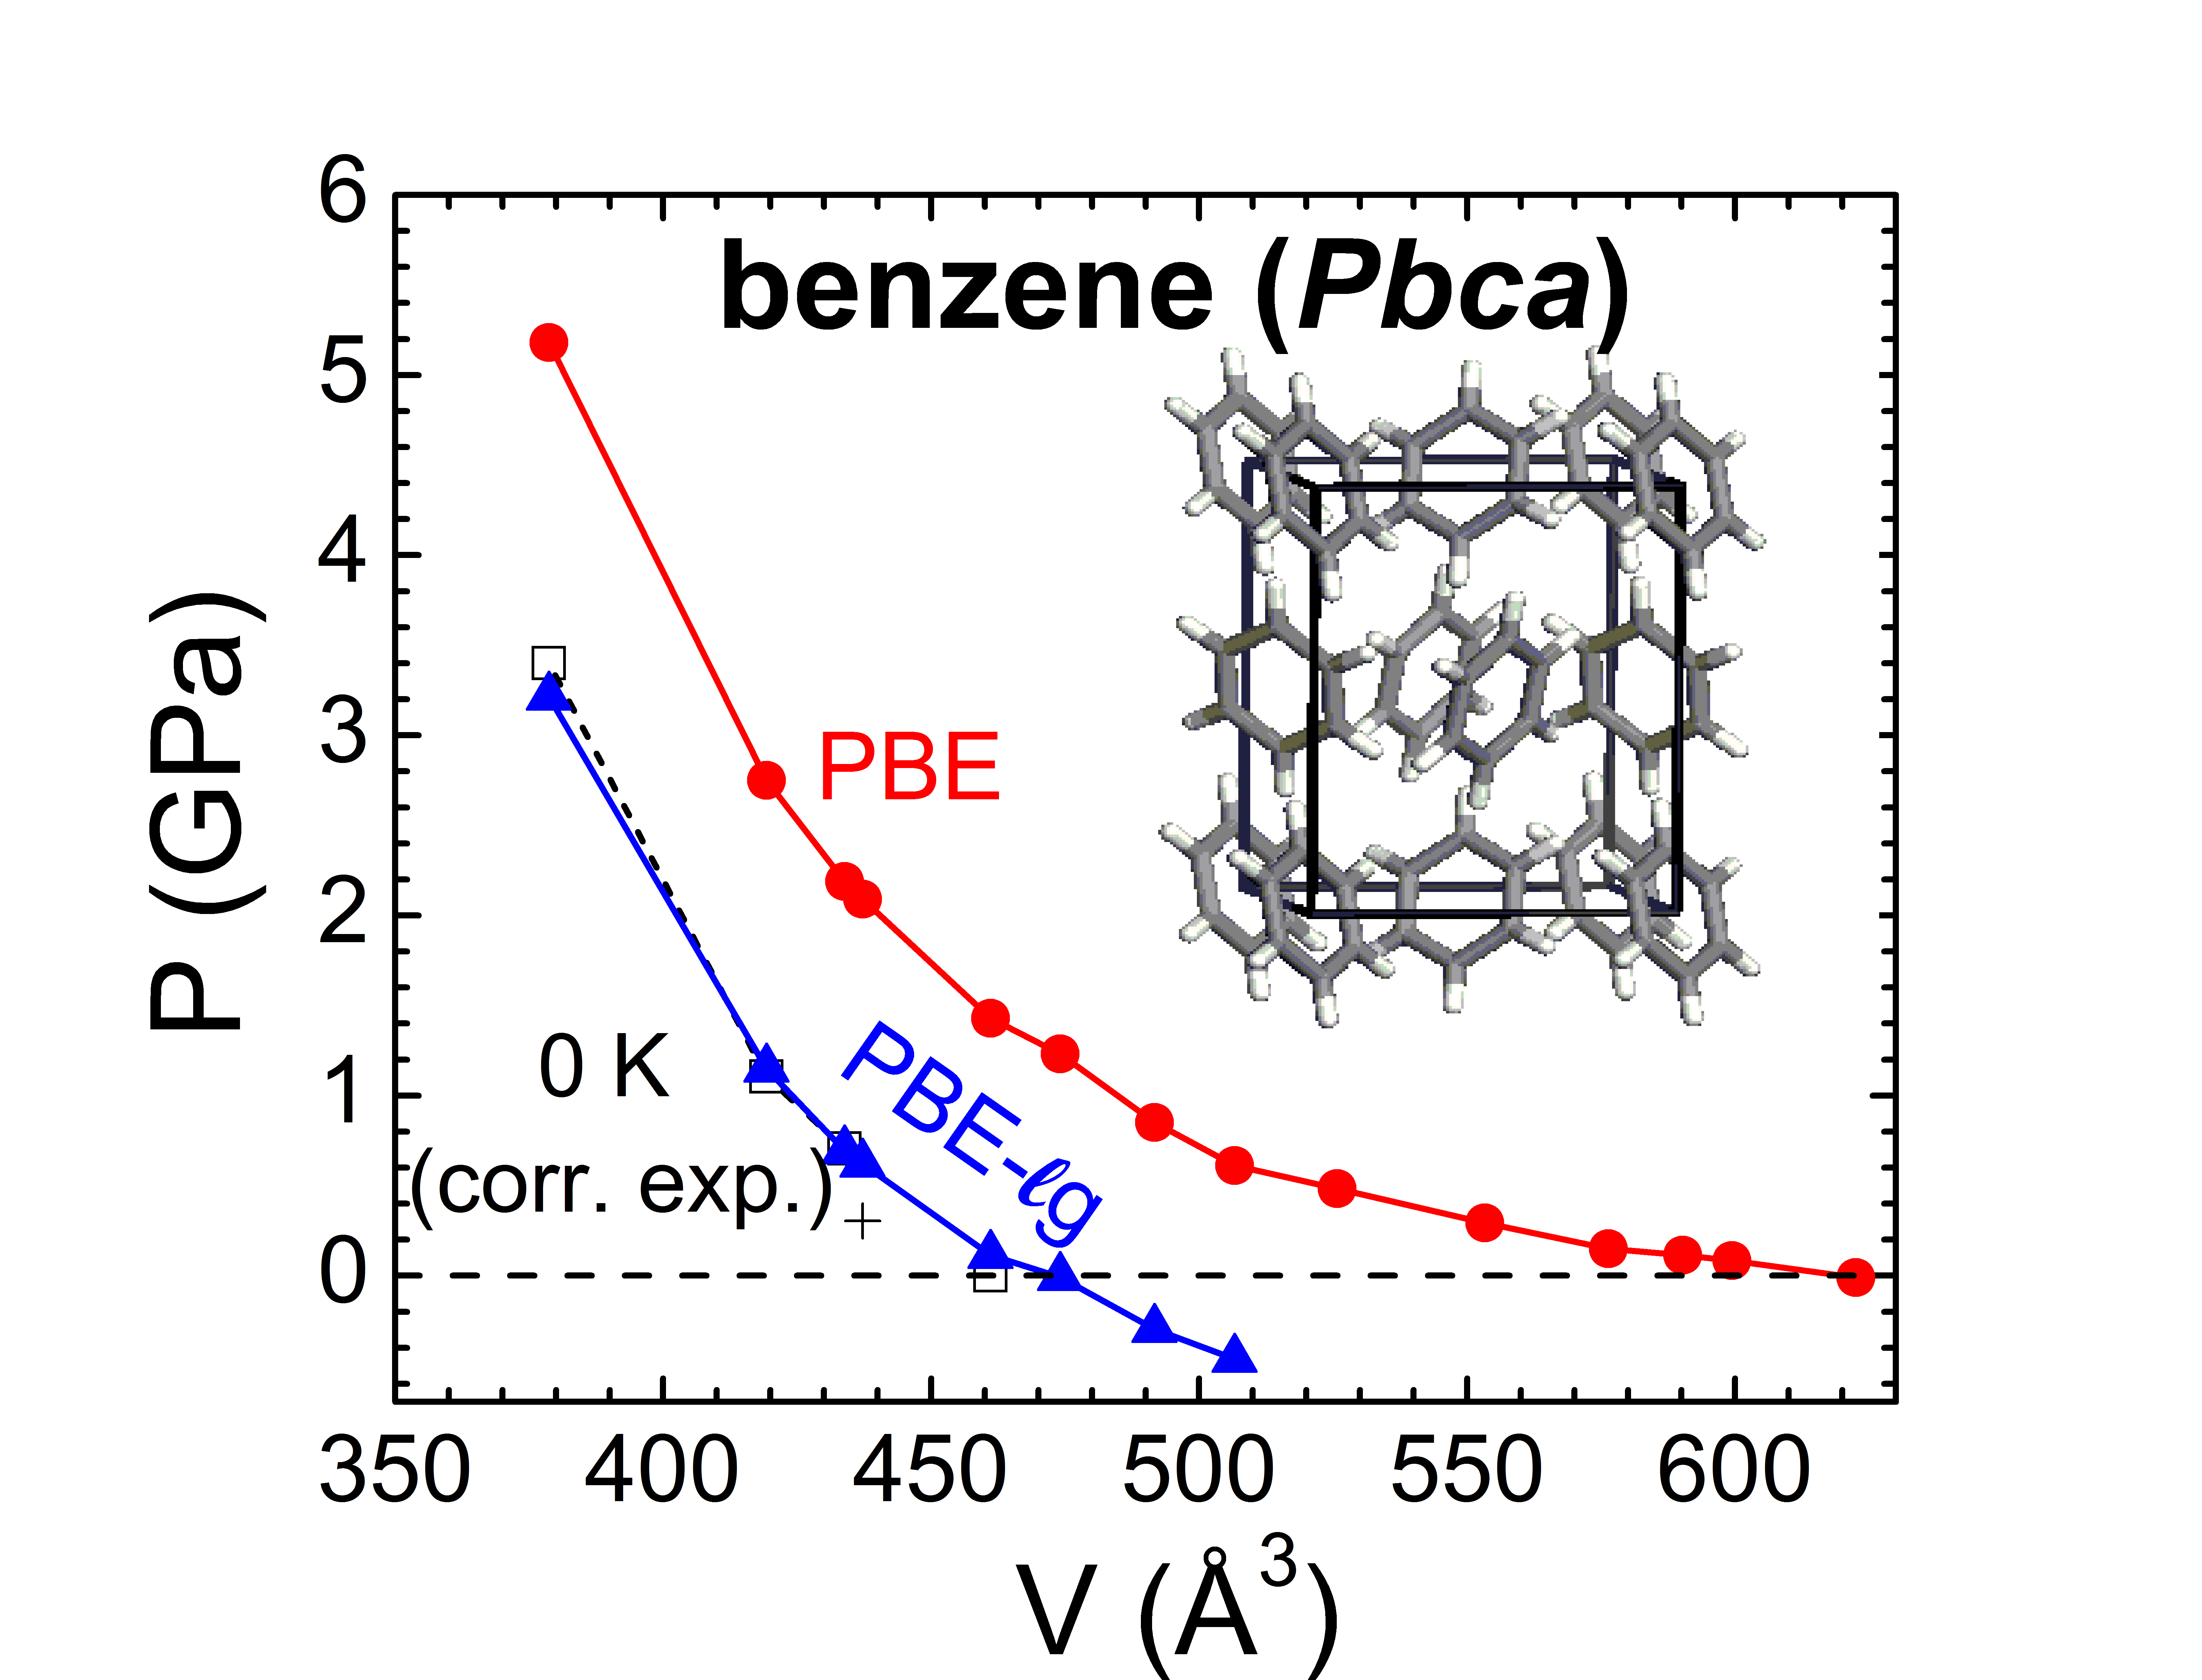 benzene (Pbca)
6
5
4
3
2
1
0
P (GPa)
PBE
PBE-ℓg
0 K
(corr. exp.)
350 400 450 500 550 600
V (Å³)